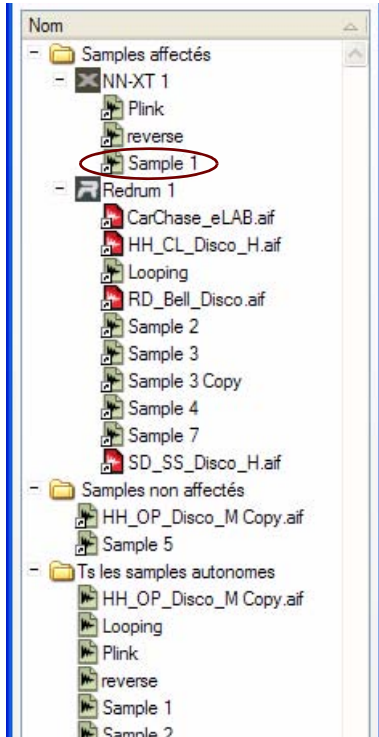 Nom
Samples affectés
NN-XT 1
Plink
reverse
Sample 1
Redrum 1
CarChase_eLAB.aif
HH_CL_Disco_H.aif
Looping
RD_Bell_Disco.aif
Sample 2
Sample 3
Sample 3 Copy
Sample 4
Sample 7
SD_SS_Disco_H.aif
Samples non affectés
HH_OP_Disco_M Copy.aif
Sample 5
Ts les samples autonomes
HH_OP_Disco_M Copy.aif
Looping
Plink
reverse
Sample 1
Sample 2